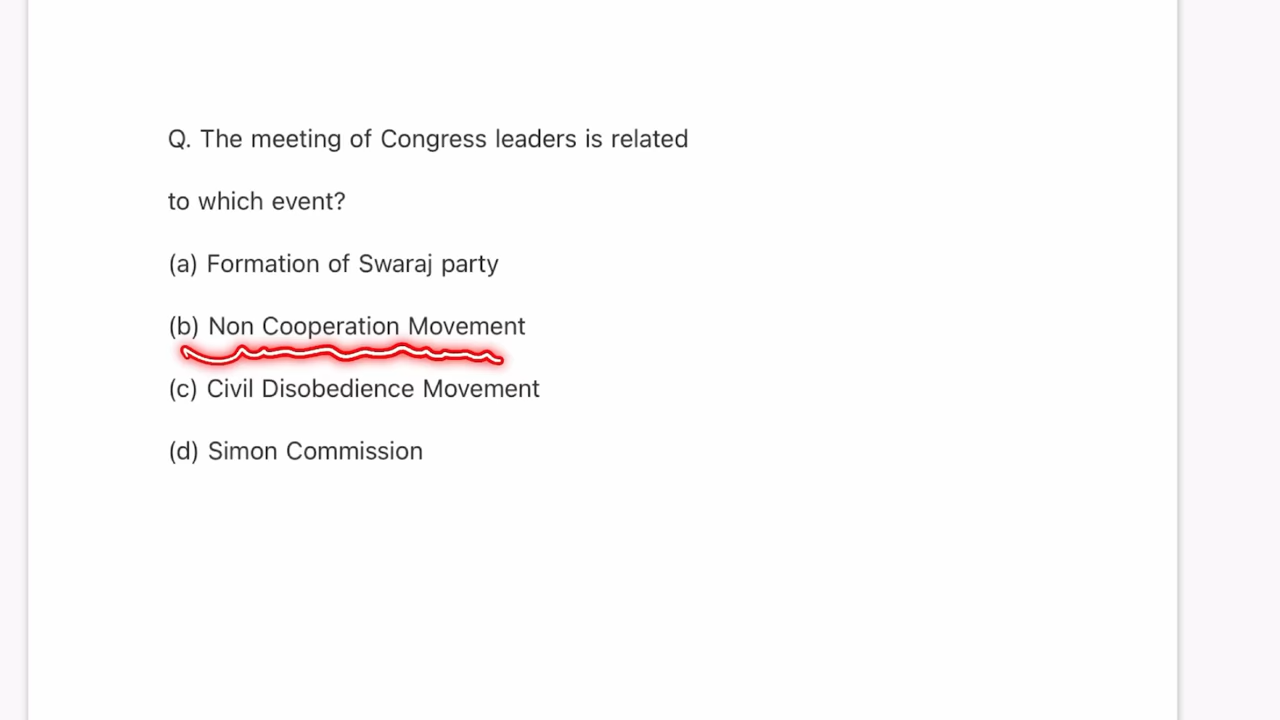 Q. The meeting of Congress leaders is related
to which event?
(a) Formation of Swaraj party
(b) Non Cooperation Movement
(c) Civil Disobedience Movement
(d) Simon Commission